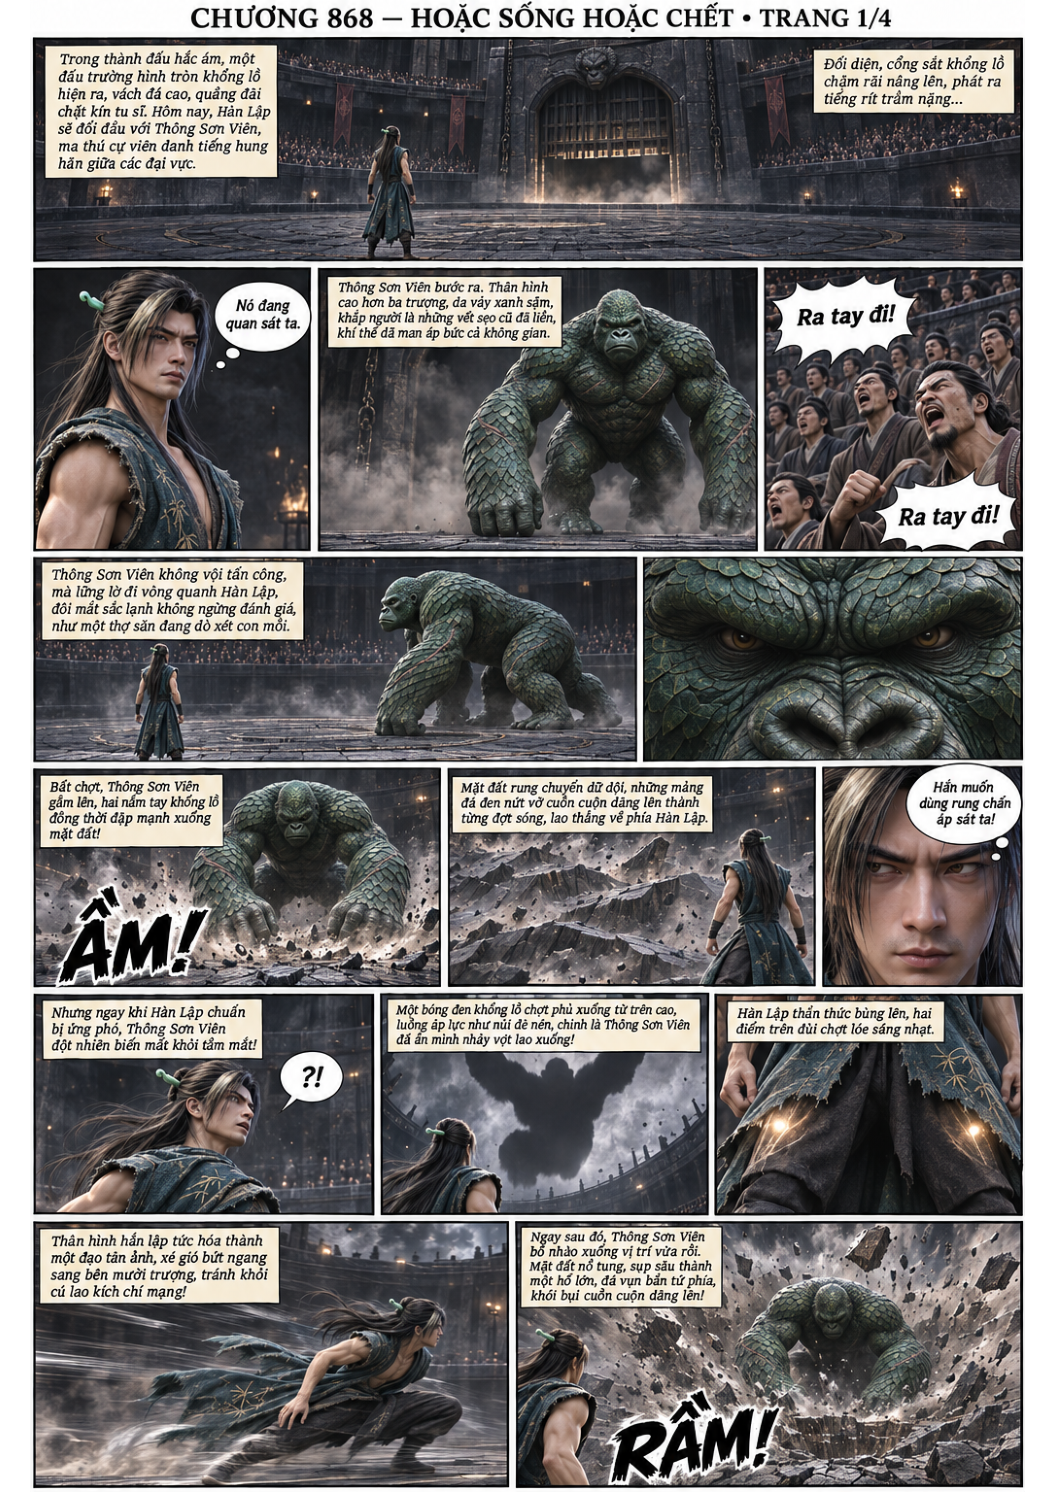 CHƯƠNG 868 — HOẶC SỐNG HOẶC CHẾT • TRANG 1/4
Trong thành đấu hắc ám, một
đấu trường hình tròn khổng lồ
hiện ra, vách đá cao, quảng đài
chật kín tu sĩ. Hôm nay, Hàn Lập
sẽ đối đầu với Thông Sơn Viên,
ma thú cự viên danh tiếng hung
hãn giữa các đại vực.
Đối diện, cổng sắt khổng lồ
chậm rãi nâng lên, phát ra
tiếng rít trầm nặng...
Nó đang
quan sát ta.
Thông Sơn Viên bước ra. Thân hình
cao hơn ba trượng, da vảy xanh sậm,
khắp người là những vết sẹo cũ đã liền,
khí thế dã man áp bức cả không gian.
Ra tay đi!
Ra tay đi!
Thông Sơn Viên không vội tấn công,
mà lững lờ đi vòng quanh Hàn Lập,
đôi mắt sắc lạnh không ngừng đánh giá,
như một thợ săn đang dò xét con mồi.
Bất chợt, Thông Sơn Viên
gầm lên, hai nắm tay khổng lồ
đồng thời đập mạnh xuống
mặt đất!
ẦM!
Mặt đất rung chuyển dữ dội, những mảng
đá đen nứt vỡ cuồn cuộn dâng lên thành
từng đợt sóng, lao thẳng về phía Hàn Lập.
Hắn muốn
dùng rung chấn
áp sát ta!
Nhưng ngay khi Hàn Lập chuẩn
bị ứng phó, Thông Sơn Viên
đột nhiên biến mất khỏi tầm mắt!
?!
Một bóng đen khổng lồ chợt phủ xuống từ trên cao,
luồng áp lực như núi đè nén, chính là Thông Sơn Viên
đã ẩn mình nhảy vọt lao xuống!
Hàn Lập thần thức bùng lên, hai
điểm trên đùi chợt lóe sáng nhạt.
Thân hình hắn lập tức hóa thành
một đạo tàn ảnh, xé gió bứt ngang
sang bên mười trượng, tránh khỏi
cú lao kích chí mạng!
Ngay sau đó, Thông Sơn Viên
bổ nhào xuống vị trí vừa rồi.
Mặt đất nổ tung, sụp sâu thành
một hố lớn, đá vụn bắn tứ phía,
khói bụi cuồn cuộn dâng lên!
RẦM!